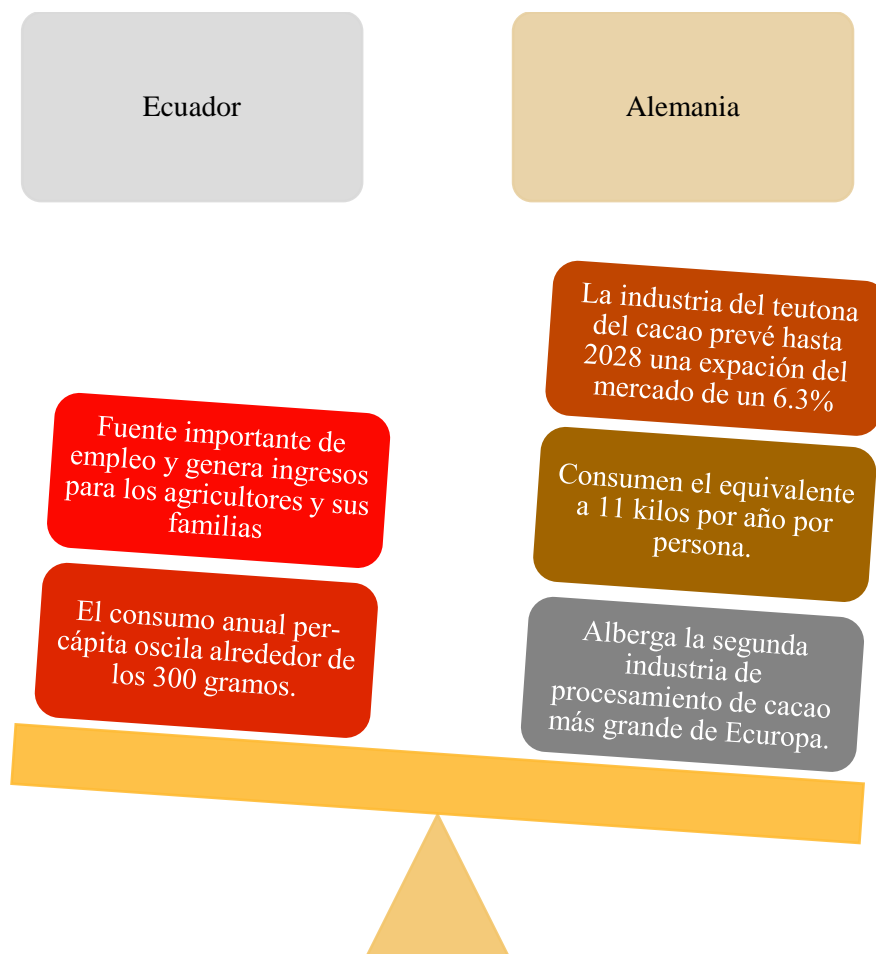 Ecuador
Alemania
Fuente importante de
empleo y genera ingresos
para los agricultores y sus
familias
El consumo anual per-
cápita oscila alrededor de
los 300 gramos.
La industria del teutona
del cacao prevé hasta
2028 una expación del
mercado de un 6.3%
Consumen el equivalente
a 11 kilos por año por
persona.
Alberga la segunda
industria de
procesamiento de cacao
más grande de Ecuropa.